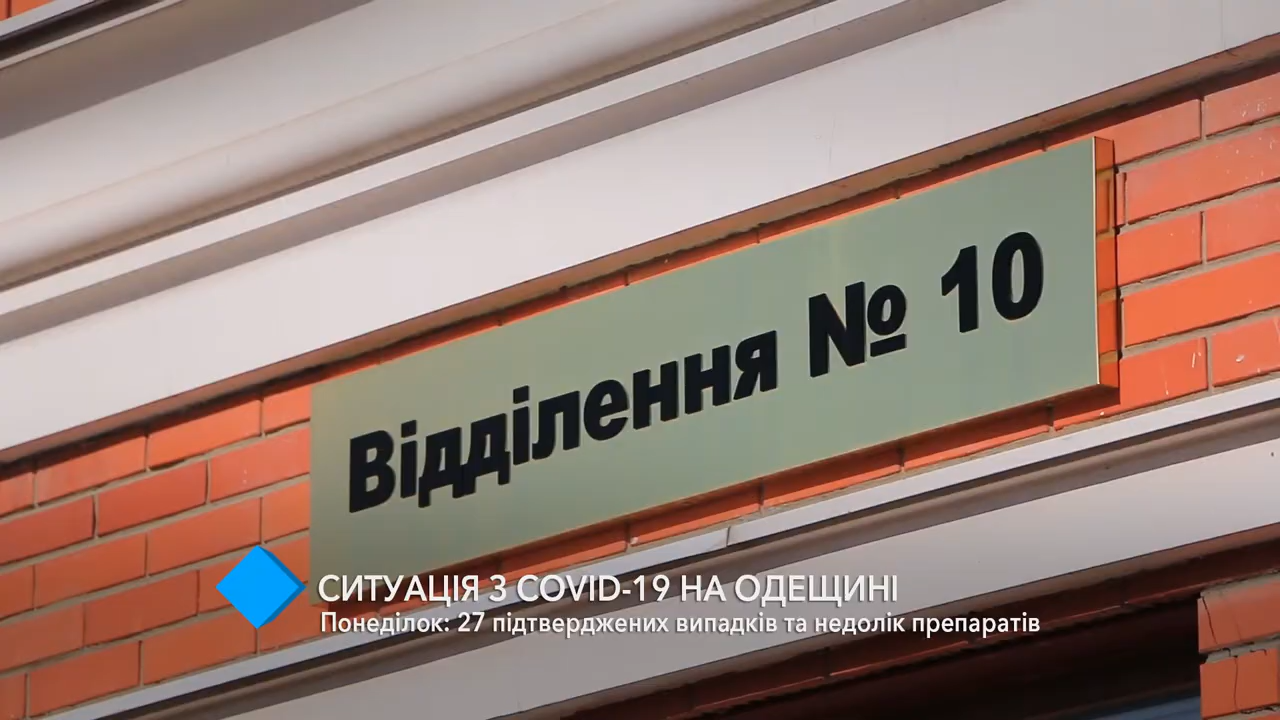 Відділення № 10
СИТУАЦІЯ З COVID-19 НА ОДЕЩИНІ
Понеділок: 27 підтверджених випадків та недолік препаратів